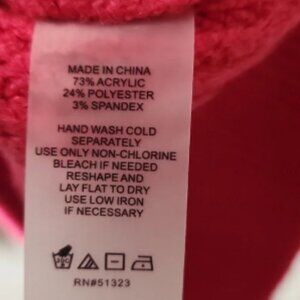 MADE IN CHINA
73% ACRYLIC
24% POLYESTER
3% SPANDEX
HAND WASH COLD
SEPARATELY
USE ONLY NON-CHLORINE
BLEACH IF NEEDED
RESHAPE AND
LAY FLAT TO DRY
USE LOW IRON
IF NECESSARY
RN#51323